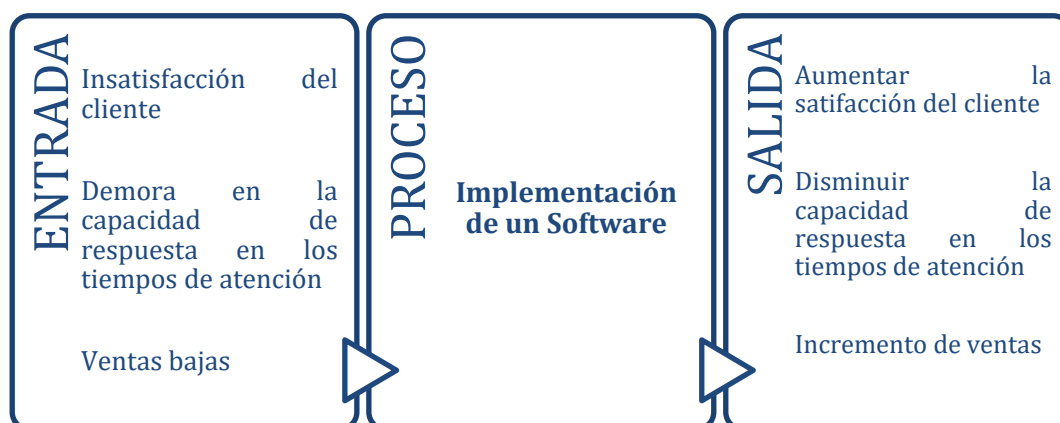 ENTRADA
Insatisfacción del
cliente
Demora en la
capacidad de
respuesta en los
tiempos de atención
Ventas bajas
PROCESO
Implementación
de un Software
SALIDA
Aumentar la
satifacción del cliente
Disminuir la
capacidad de
respuesta en los
tiempos de atención
Incremento de ventas